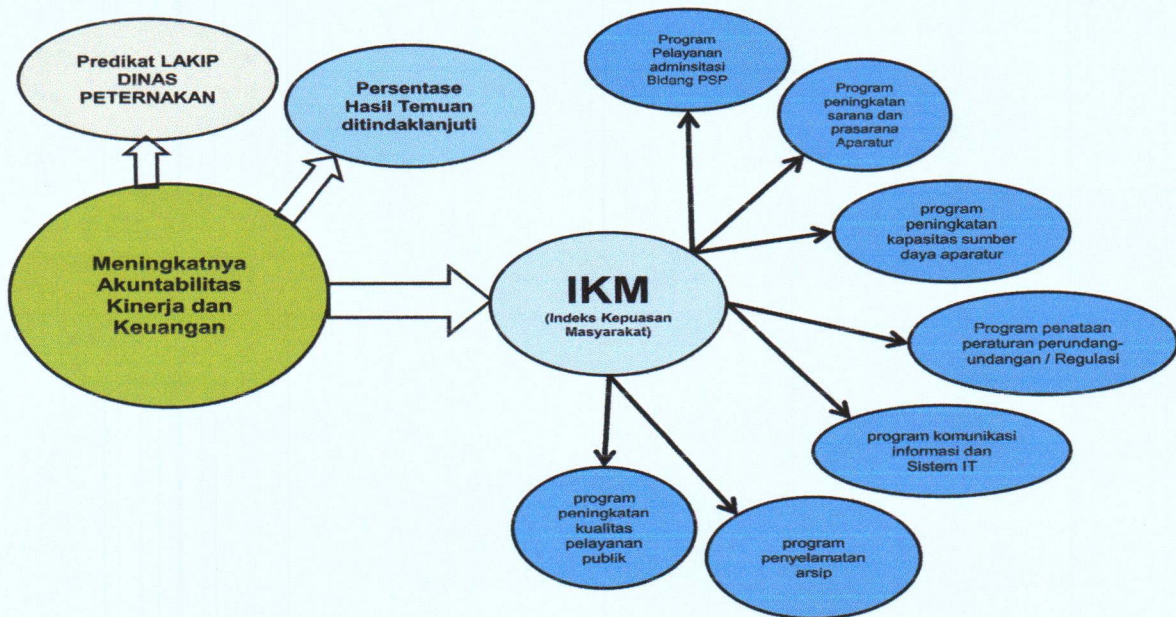 Predikat LAKIP
DINAS
PETERNAKAN
Persentase
Hasil Temuan
ditindaklanjuti
Meningkatnya
Akuntabilitas
Kinerja dan
Keuangan
IKM
(Indeks Kepuasan
Masyarakat)
Program
Pelayanan
adminsitasi
Bidang PSP
Program
peningkatan
sarana dan
prasarana
Aparatur
program
peningkatan
kapasitas sumber
daya aparatur
Program penataan
peraturan perundang-
undangan / Regulasi
program komunikasi
informasi dan
Sistem IT
program
penyelamatan
arsip
program
peningkatan
kualitas
pelayanan
publik